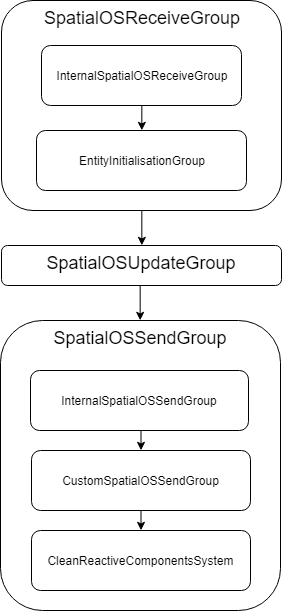 SpatialOSReceiveGroup
InternalSpatialOSReceiveGroup
EntityInitialisationGroup
SpatialOSUpdateGroup
SpatialOSSendGroup
InternalSpatialOSSendGroup
CustomSpatialOSSendGroup
CleanReactiveComponentsSystem